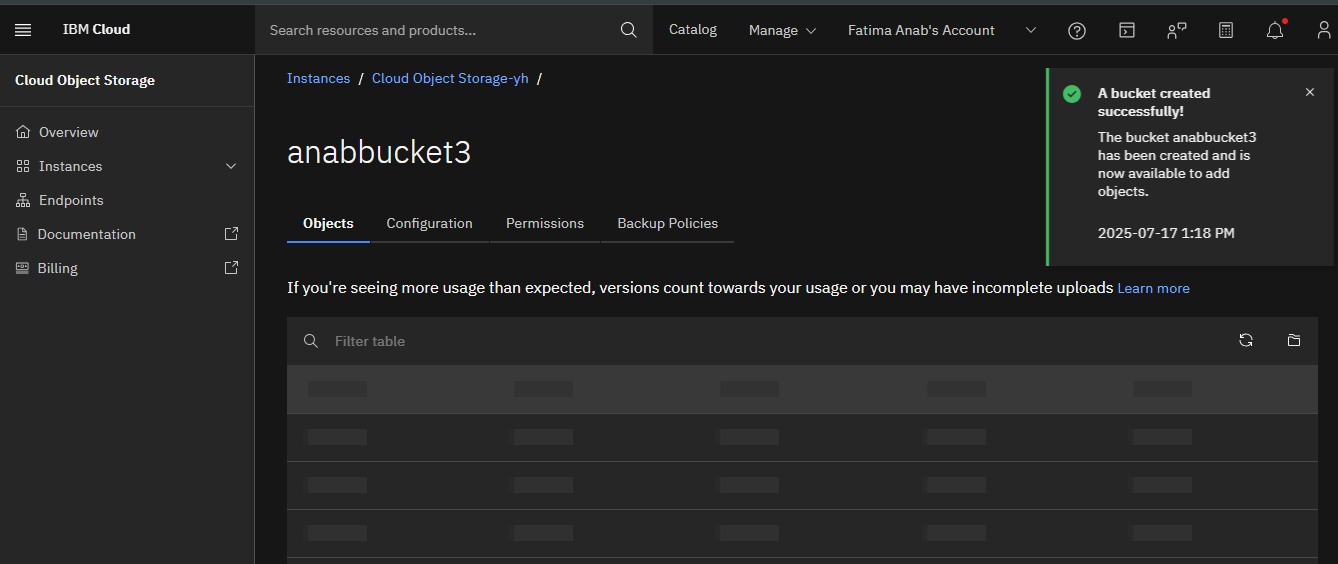 IBM Cloud
Search resources and products...
Catalog
Manage
Fatima Anab's Account
Cloud Object Storage
Overview
Instances
Endpoints
Documentation
Billing
Instances / Cloud Object Storage-yh /
anabbucket3
Objects
Configuration
Permissions
Backup Policies
If you're seeing more usage than expected, versions count towards your usage or you may have incomplete uploads Learn more
Filter table
A bucket created
successfully!
The bucket anabbucket3
has been created and is
now available to add
objects.
2025-07-17 1:18 PM